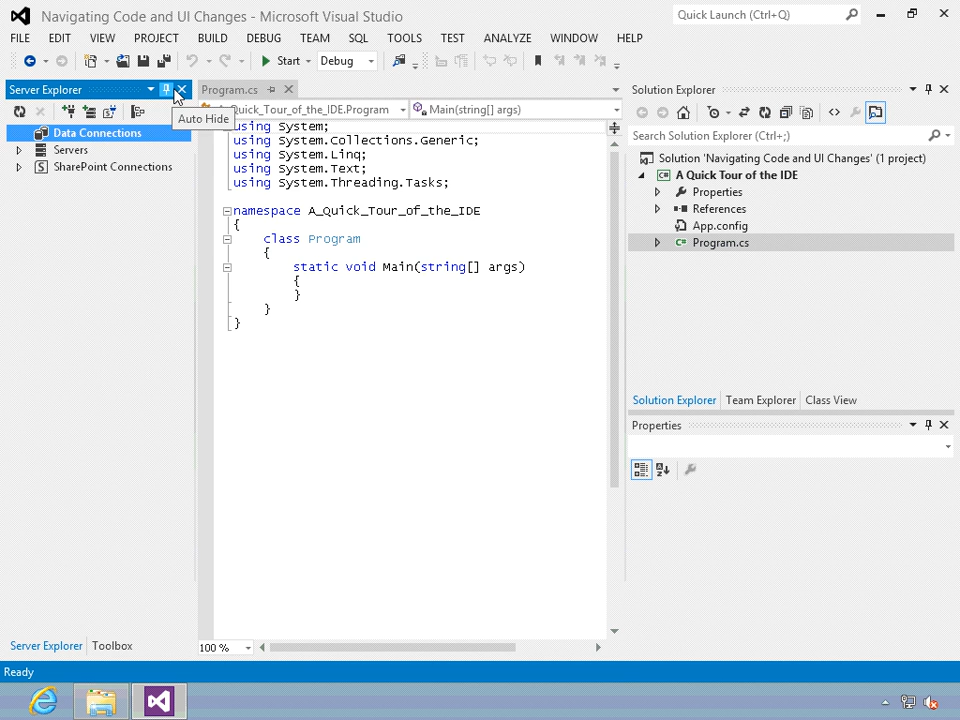 Navigating Code and UI Changes - Microsoft Visual Studio
Quick Launch (Ctrl+Q)
FILE EDIT VIEW PROJECT BUILD DEBUG TEAM SQL TOOLS TEST ANALYZE WINDOW HELP
Start Debug
Server Explorer
Auto Hide
Data Connections
Servers
SharePoint Connections
Server Explorer Toolbox
Program.cs
_Quick_Tour_of_the_IDE.Program Main(string[] args)
using System;
using System.Collections.Generic;
using System.Linq;
using System.Text;
using System.Threading.Tasks;
namespace A_Quick_Tour_of_the_IDE
{
class Program
{
static void Main(string[] args)
{
}
}
}
100 %
Solution Explorer
Search Solution Explorer (Ctrl+;)
Solution 'Navigating Code and UI Changes' (1 project)
A Quick Tour of the IDE
Properties
References
App.config
Program.cs
Solution Explorer Team Explorer Class View
Properties
Ready